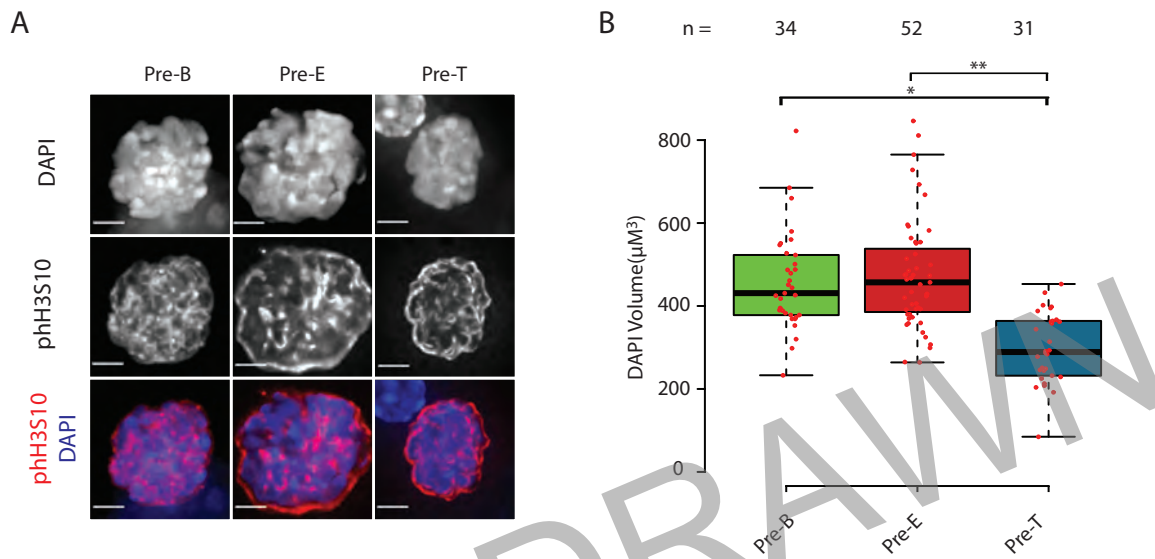 A
Pre-B Pre-E Pre-T
DAPI
phH3S10
phH3S10
DAPI
B
n = 34 52 31
**
*
DAPI Volume(µM³)
800
600
400
200
0
Pre-B Pre-E Pre-T
DRAWN